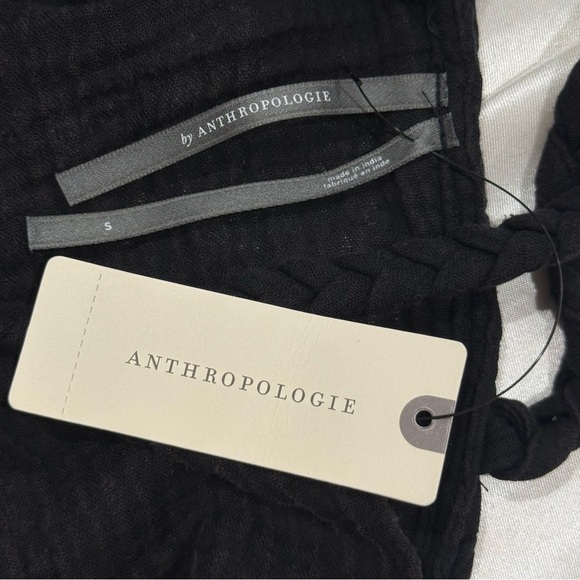 by ANTHROPOLOGIE
made in india
fabriqué en inde
S
ANTHROPOLOGIE